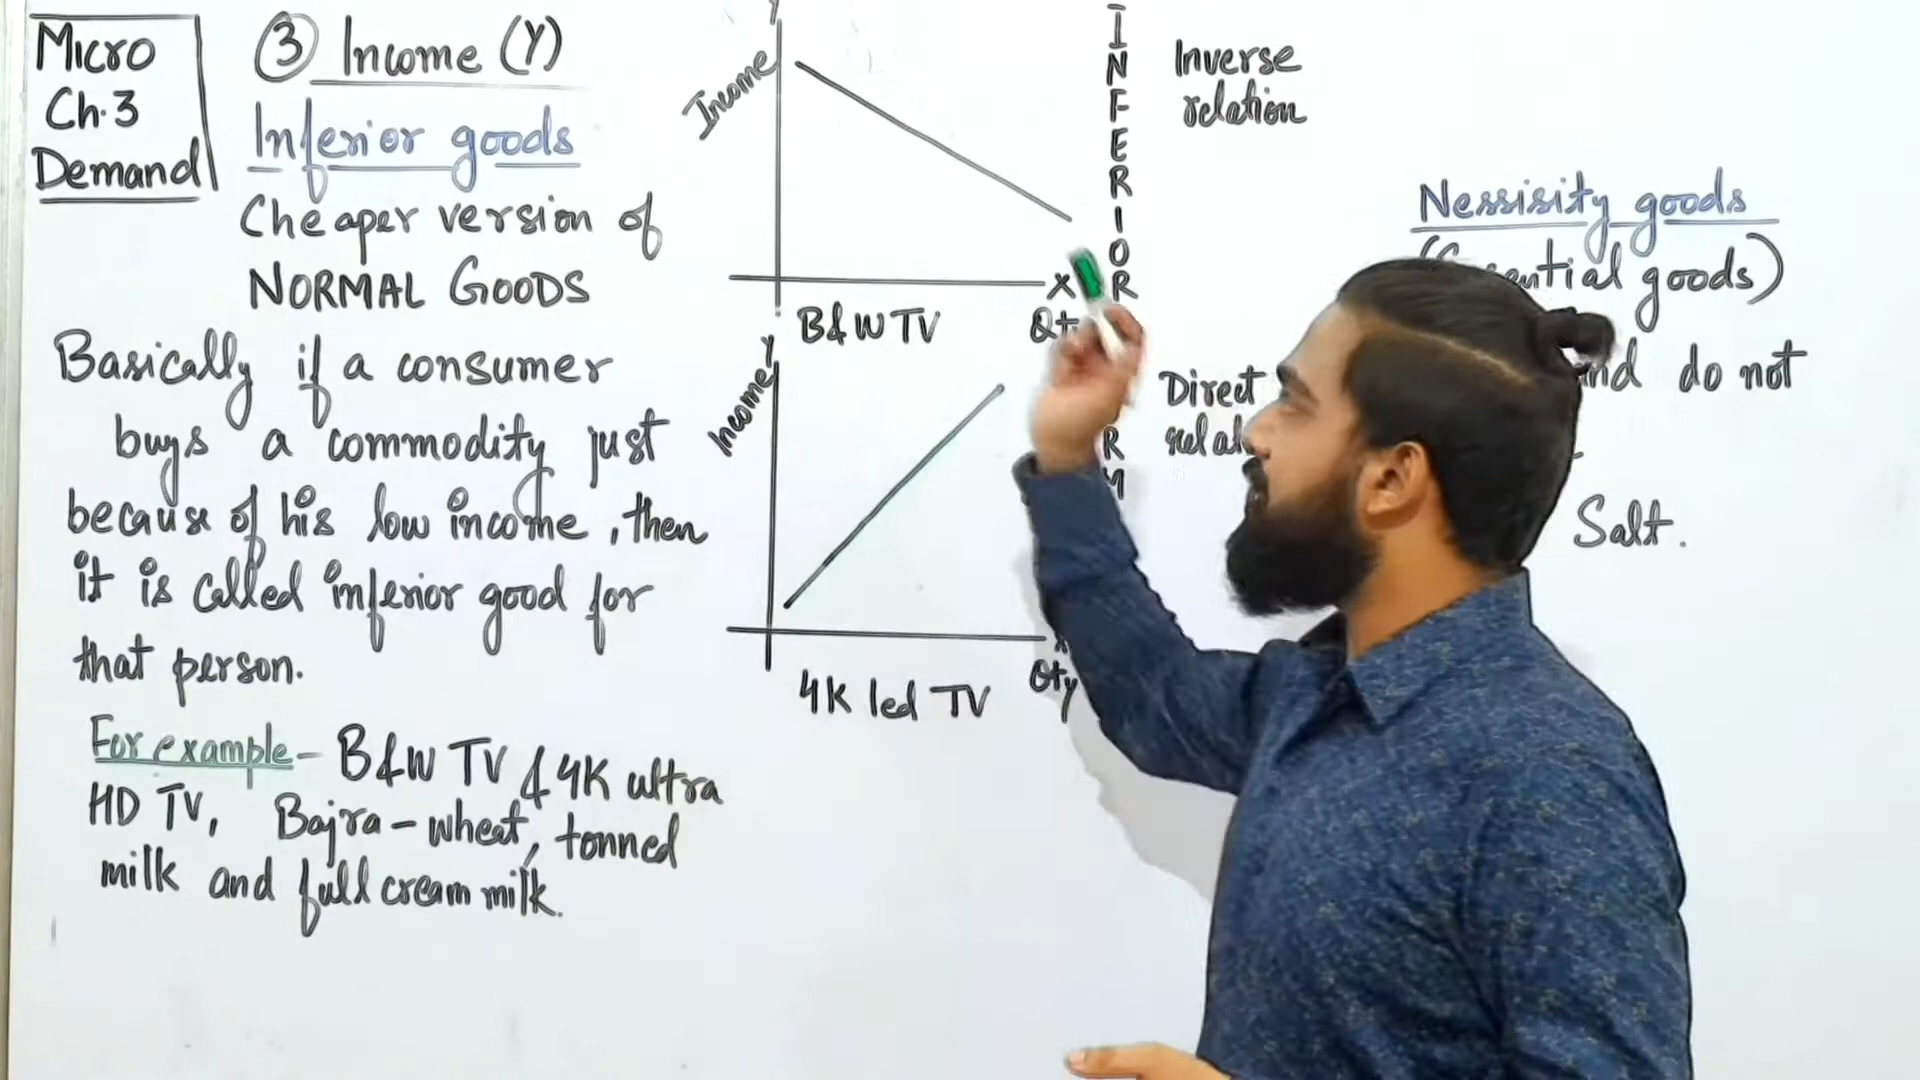 Micro
Ch.3
Demand
③ Income (Y)
Inferior goods
Cheaper version of
NORMAL GOODS
Basically if a consumer
buys a commodity just
because of his low income, then
it is called inferior good for
that person.
For example - B&W TV & 4K ultra
HD TV, Bajra - wheat, tonned
milk and full cream milk.
Y
Income
X
B&W TV
Y
Income
4K led TV
Qty
INFERIOR
Inverse
relation
Direct
R
M
Nessisity goods
goods)
do not
Salt.